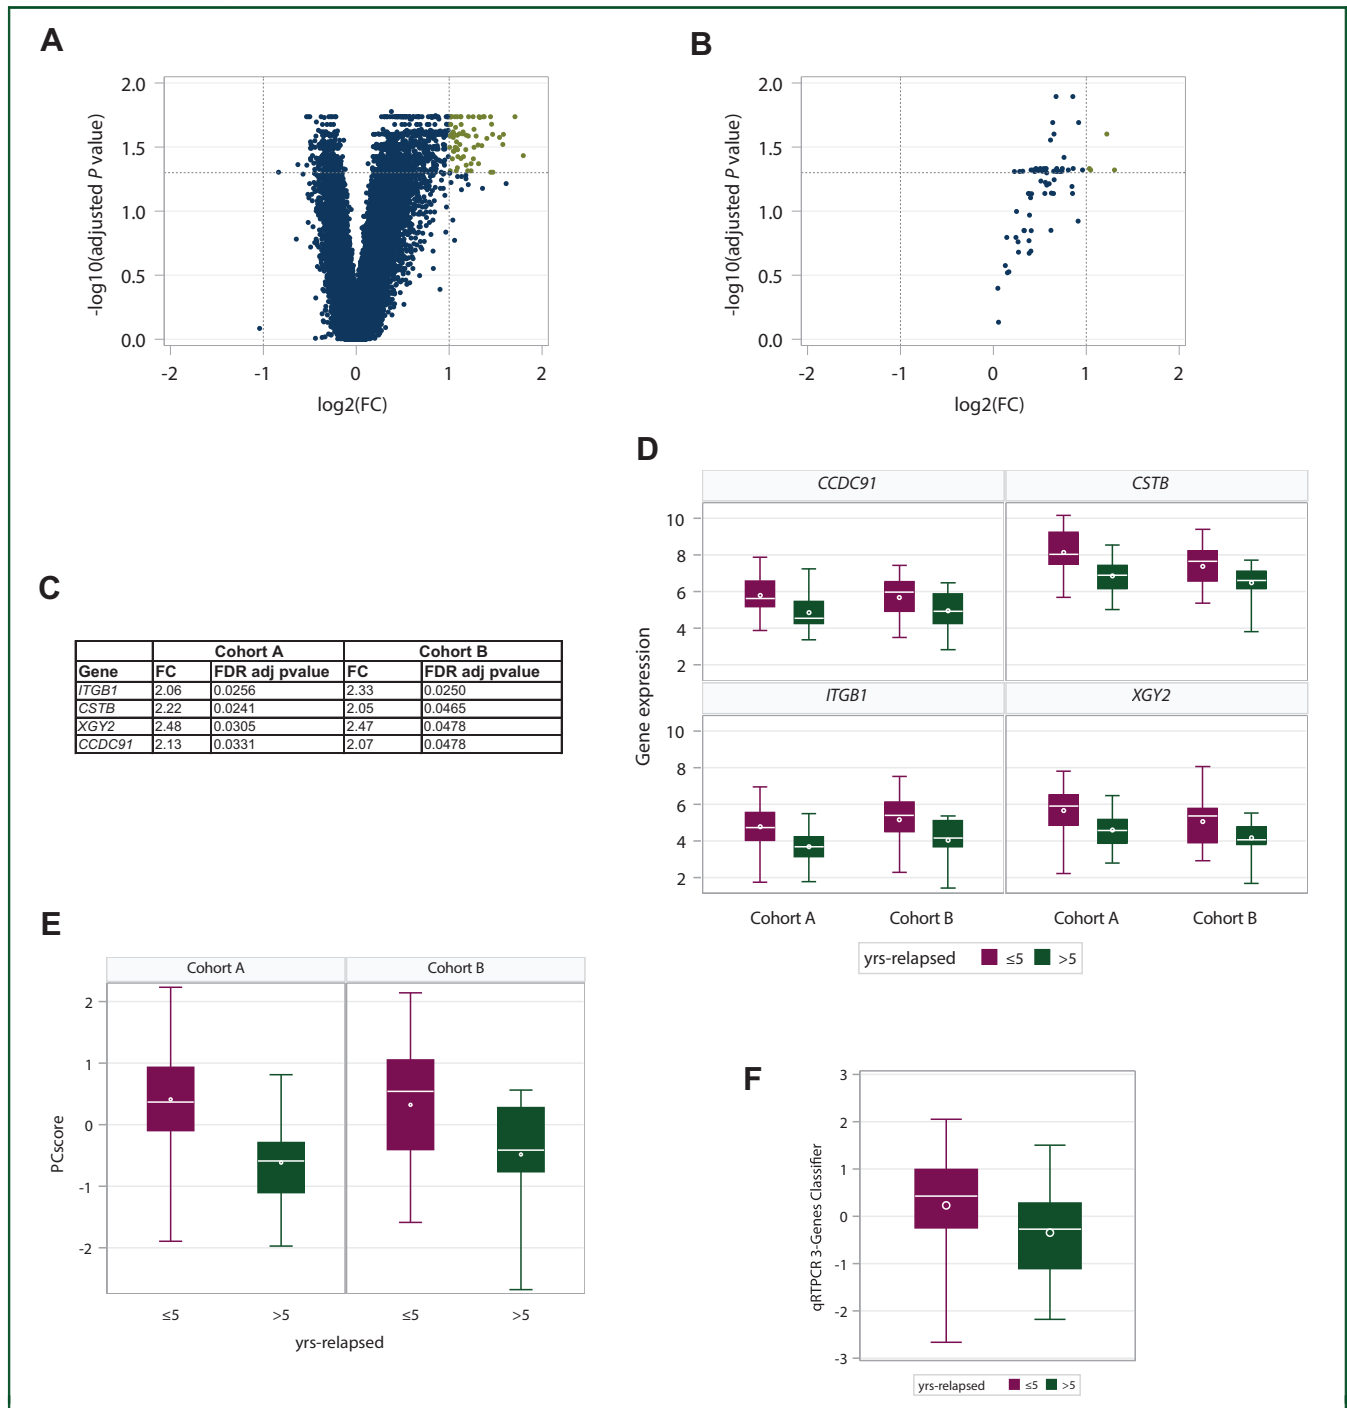 A
B
2.0
1.5
1.0
0.5
0.0
-log10(adjusted P value)
-2
-1
0
1
2
log2(FC)
2.0
1.5
1.0
0.5
0.0
-log10(adjusted P value)
-2
-1
0
1
2
log2(FC)
C
Cohort A Cohort B
Gene FC FDR adj pvalue FC FDR adj pvalue
ITGB1 2.06 0.0256 2.33 0.0250
CSTB 2.22 0.0241 2.05 0.0465
XGY2 2.48 0.0305 2.47 0.0478
CCDC91 2.13 0.0331 2.07 0.0478
D
CCDC91 CSTB
10
8
6
4
2
ITGB1 XGY2
10
8
6
4
2
Gene expression
Cohort A Cohort B Cohort A Cohort B
yrs-relapsed ≤5 >5
E
Cohort A Cohort B
2
1
0
-1
-2
PCscore
≤5 >5 ≤5 >5
yrs-relapsed
F
3
2
1
0
-1
-2
-3
qRTPCR 3-Genes Classifier
yrs-relapsed ≤5 >5